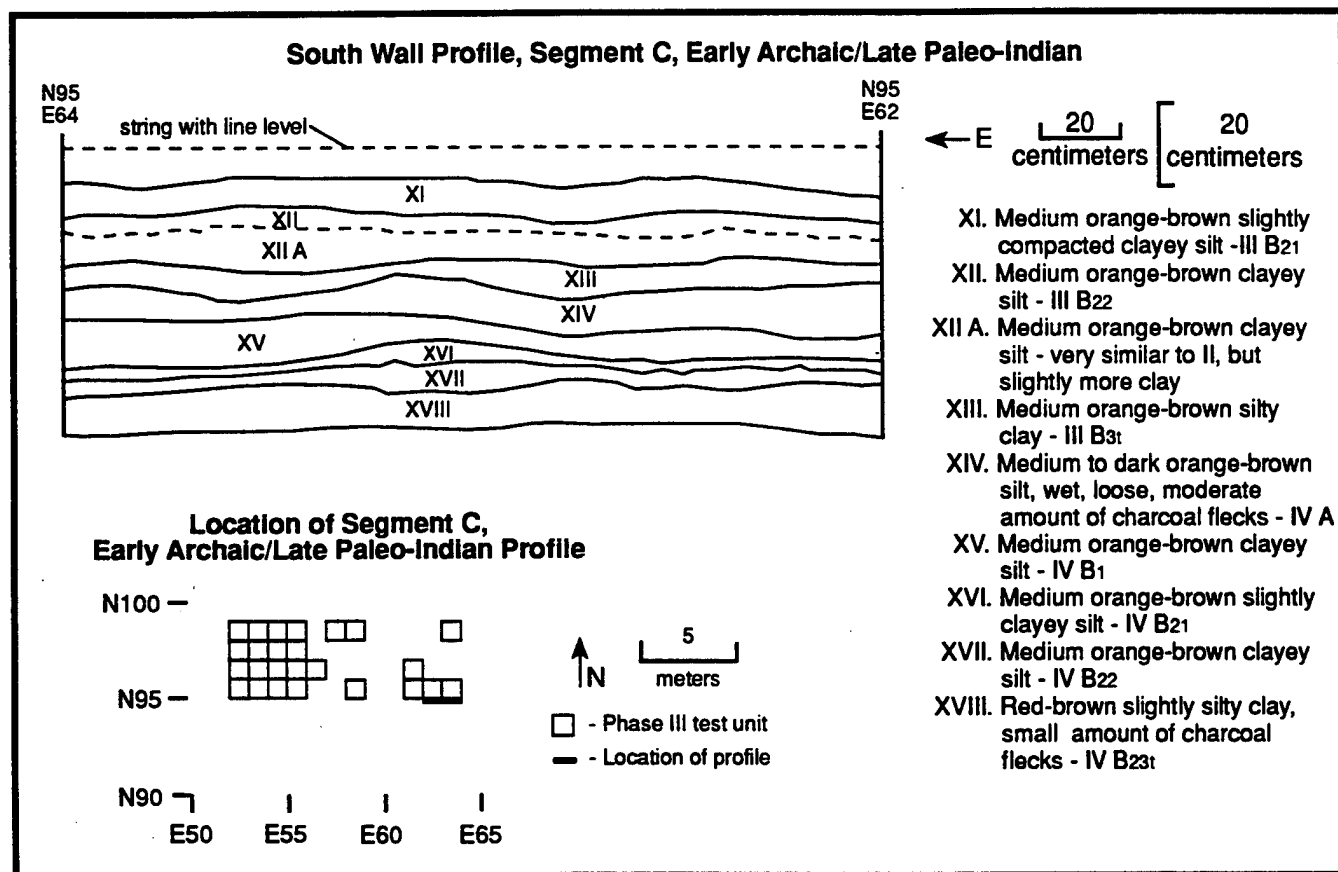 South Wall Profile, Segment C, Early Archaic/Late Paleo-Indian
N95
E64
N95
E62
string with line level
E
20
centimeters
20
centimeters
XI
XII
XII A
XIII
XIV
XV
XVI
XVII
XVIII
XI. Medium orange-brown slightly
compacted clayey silt -III B21
XII. Medium orange-brown clayey
silt - III B22
XII A. Medium orange-brown clayey
silt - very similar to II, but
slightly more clay
XIII. Medium orange-brown silty
clay - III B3t
XIV. Medium to dark orange-brown
silt, wet, loose, moderate
amount of charcoal flecks - IV A
XV. Medium orange-brown clayey
silt - IV B1
XVI. Medium orange-brown slightly
clayey silt - IV B21
XVII. Medium orange-brown clayey
silt - IV B22
XVIII. Red-brown slightly silty clay,
small amount of charcoal
flecks - IV B23t
Location of Segment C,
Early Archaic/Late Paleo-Indian Profile
N100
N95
N90
E50 E55 E60 E65
N
5
meters
- Phase III test unit
- Location of profile